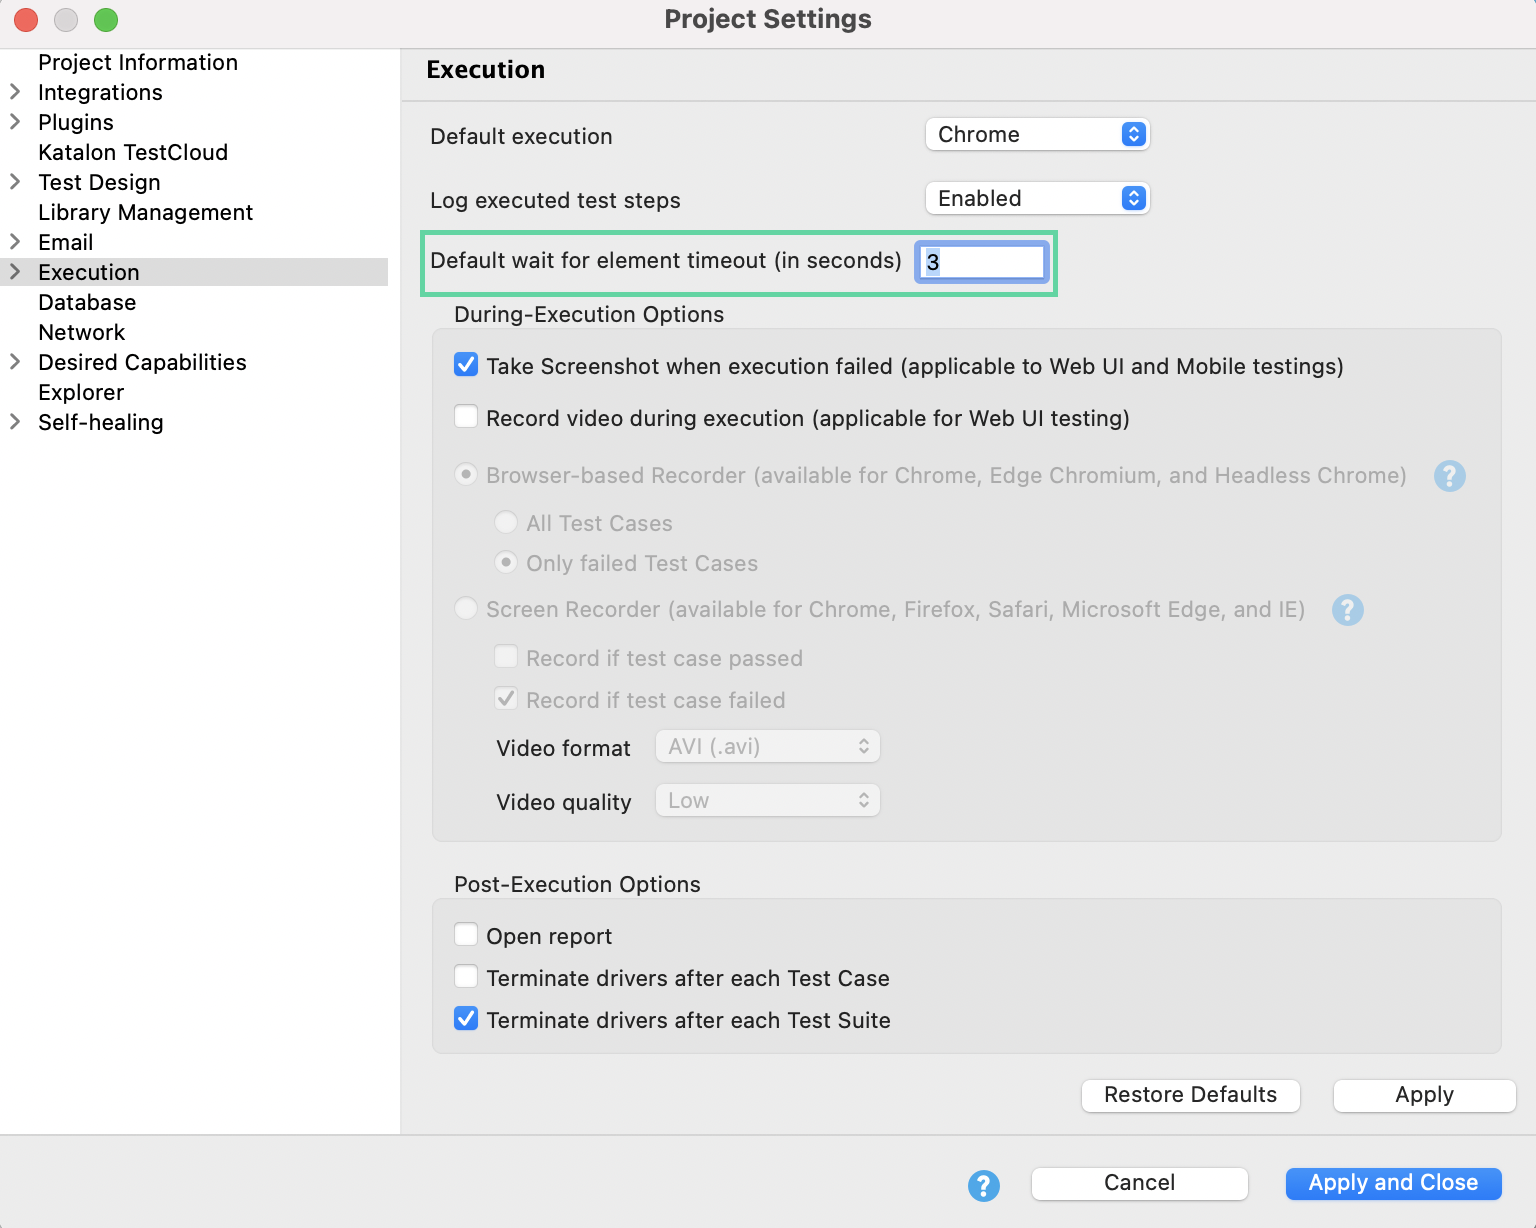 Project Settings
Project Information
Integrations
Plugins
Katalon TestCloud
Test Design
Library Management
Email
Execution
Database
Network
Desired Capabilities
Explorer
Self-healing
Execution
Default execution Chrome
Log executed test steps Enabled
Default wait for element timeout (in seconds) 3
During-Execution Options
Take Screenshot when execution failed (applicable to Web UI and Mobile testings)
Record video during execution (applicable for Web UI testing)
Browser-based Recorder (available for Chrome, Edge Chromium, and Headless Chrome) ?
All Test Cases
Only failed Test Cases
Screen Recorder (available for Chrome, Firefox, Safari, Microsoft Edge, and IE) ?
Record if test case passed
Record if test case failed
Video format AVI (.avi)
Video quality Low
Post-Execution Options
Open report
Terminate drivers after each Test Case
Terminate drivers after each Test Suite
Restore Defaults Apply
? Cancel Apply and Close